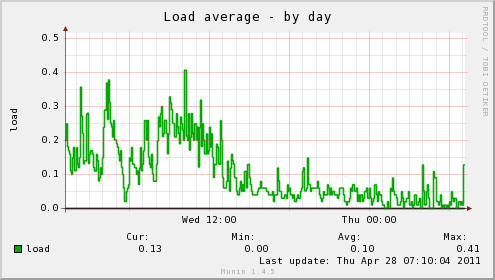 Load average - by day
RRDTOOL / TOBI OETIKER
load
0.5
0.4
0.3
0.2
0.1
0.0
Wed 12:00 Thu 00:00
Cur: Min: Avg: Max:
load 0.13 0.00 0.10 0.41
Last update: Thu Apr 28 07:10:04 2011
Munin 1.4.5